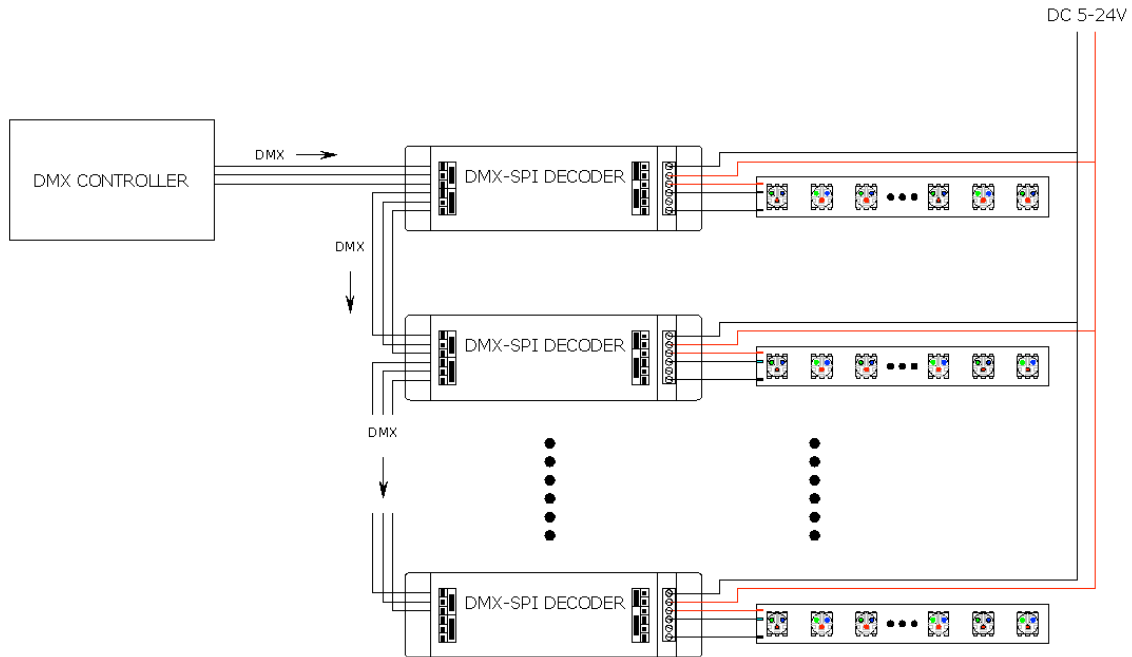 DC 5-24V
DMX
DMX CONTROLLER
DMX-SPI DECODER
DMX
DMX-SPI DECODER
DMX
DMX-SPI DECODER